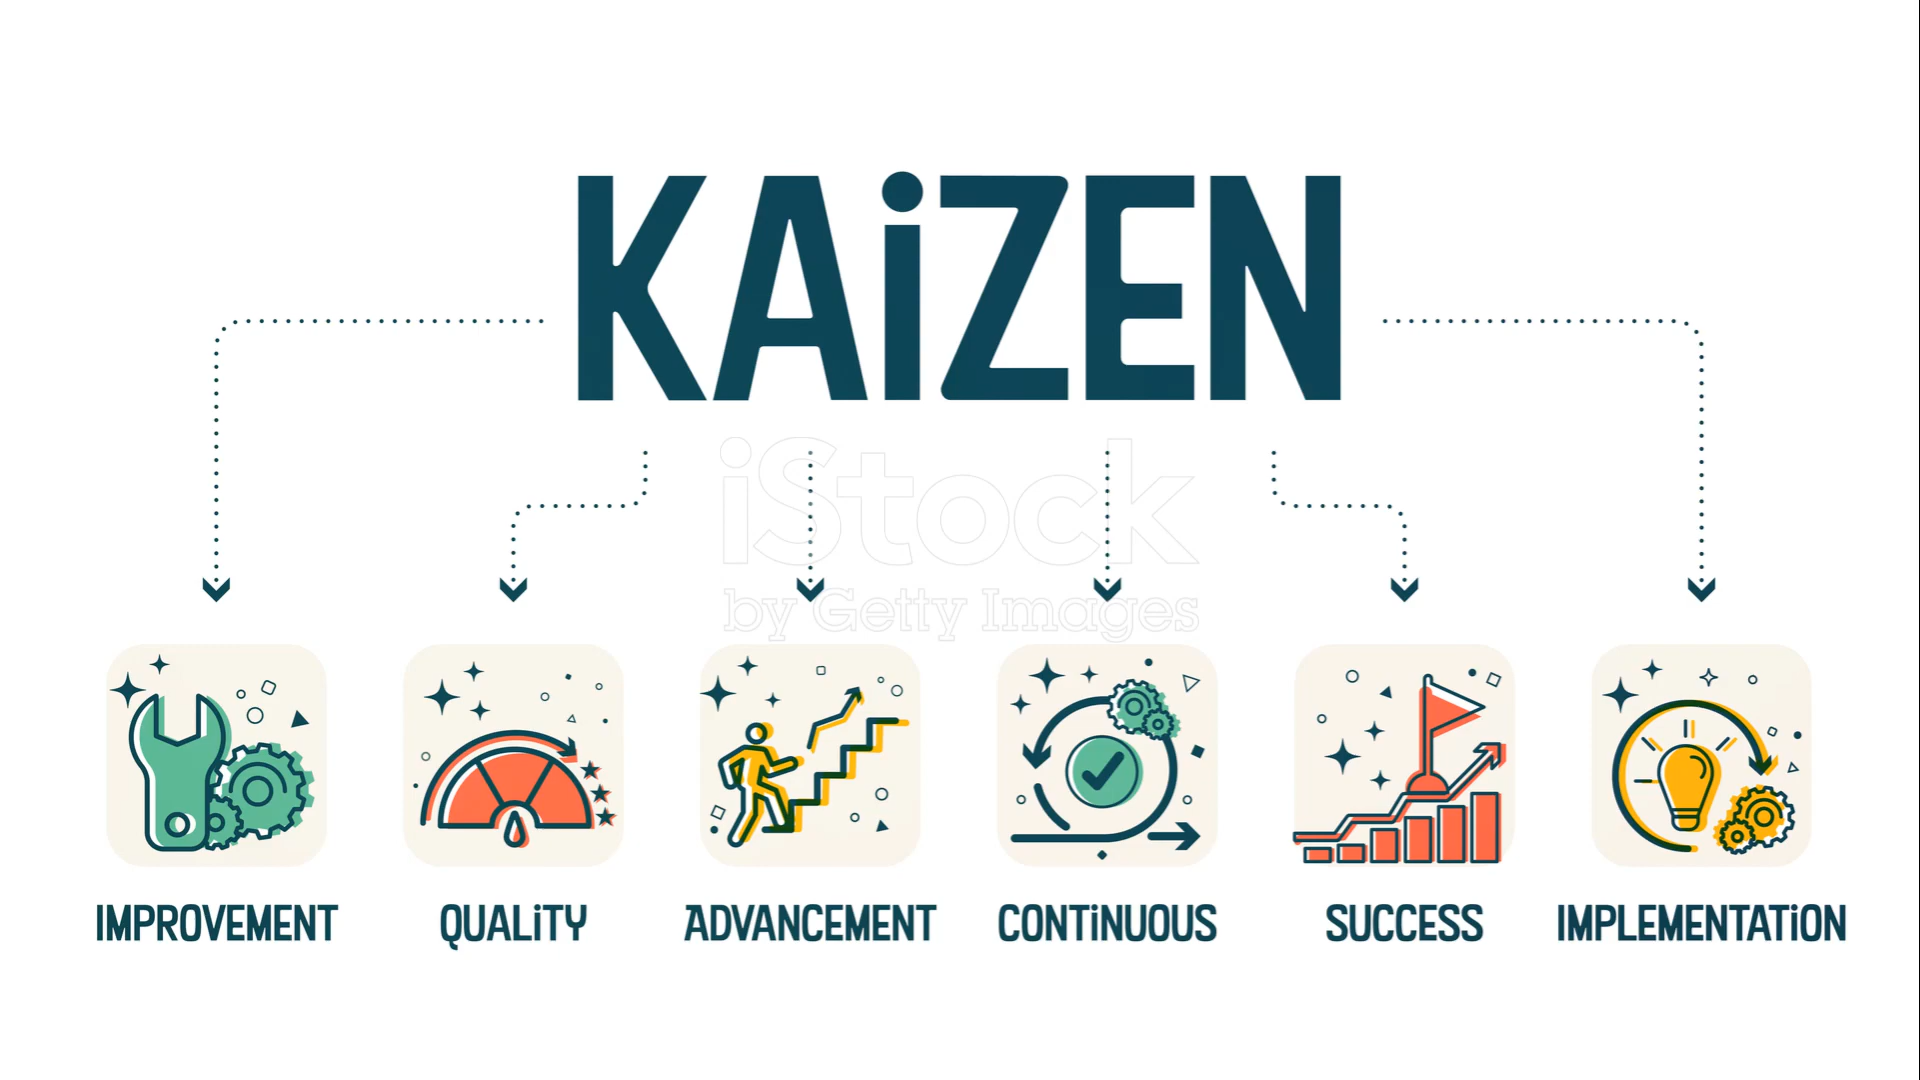 KAiZEN
iStock
by Getty Images
IMPROVEMENT
QUALiTY
ADVANCEMENT
CONTiNUOUS
SUCCESS
IMPLEMENTATiON